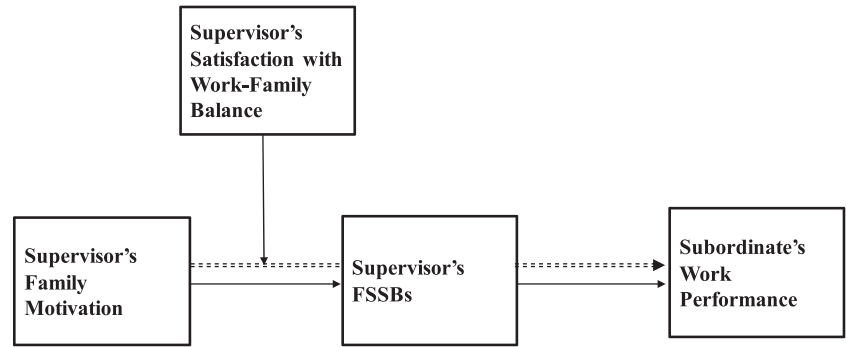 Supervisor's
Satisfaction with
Work-Family
Balance
Supervisor's
Family
Motivation
Supervisor's
FSSBs
Subordinate's
Work
Performance